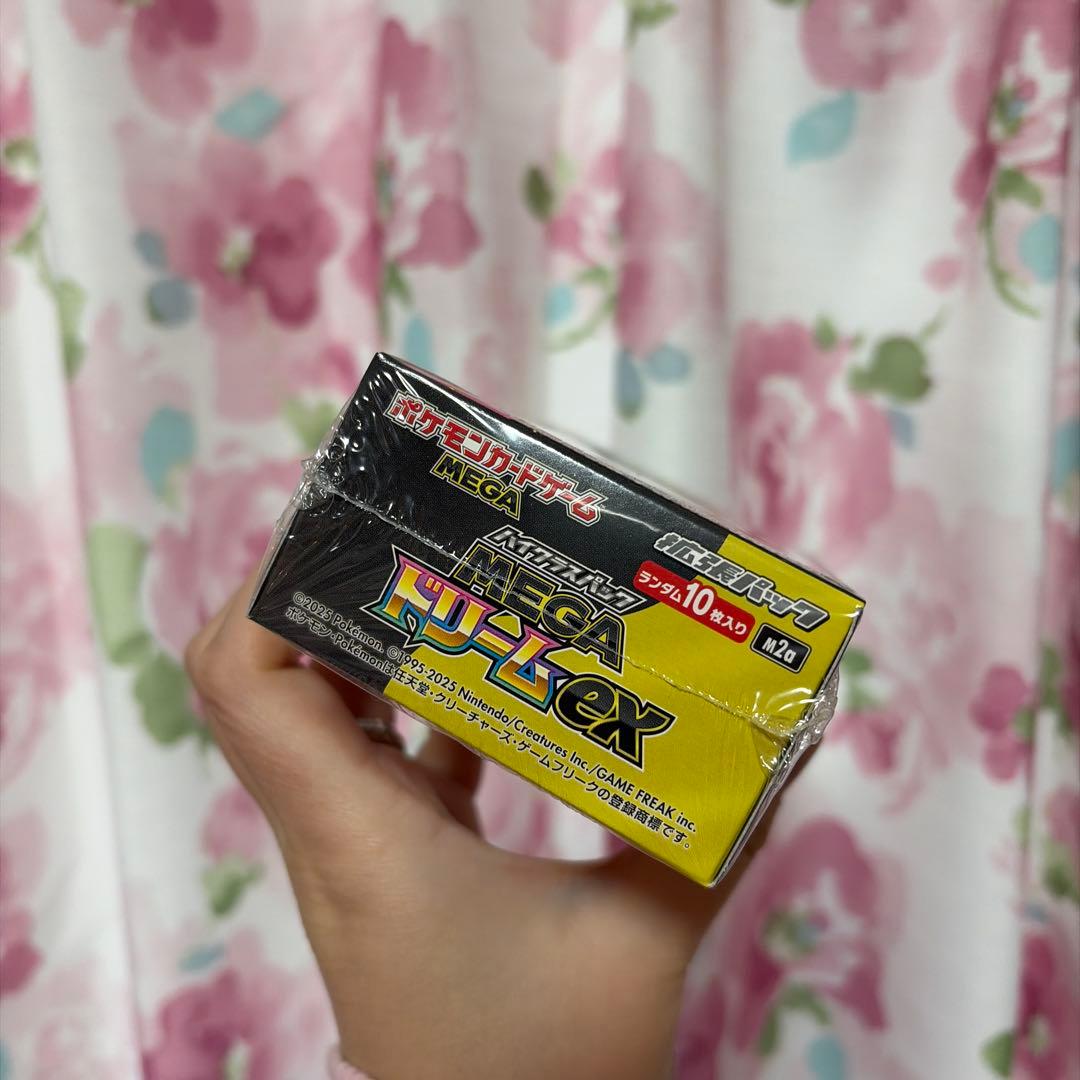 ポケモンカードゲーム
MEGA
拡張パック
ランダム10枚入り
M2a
ハイクラスパック
MEGA
ドリームex
©2025 Pokémon. ©1995-2025 Nintendo/Creatures Inc./GAME FREAK inc.
ポケモン・Pokémonは任天堂・クリーチャーズ・ゲームフリークの登録商標です。